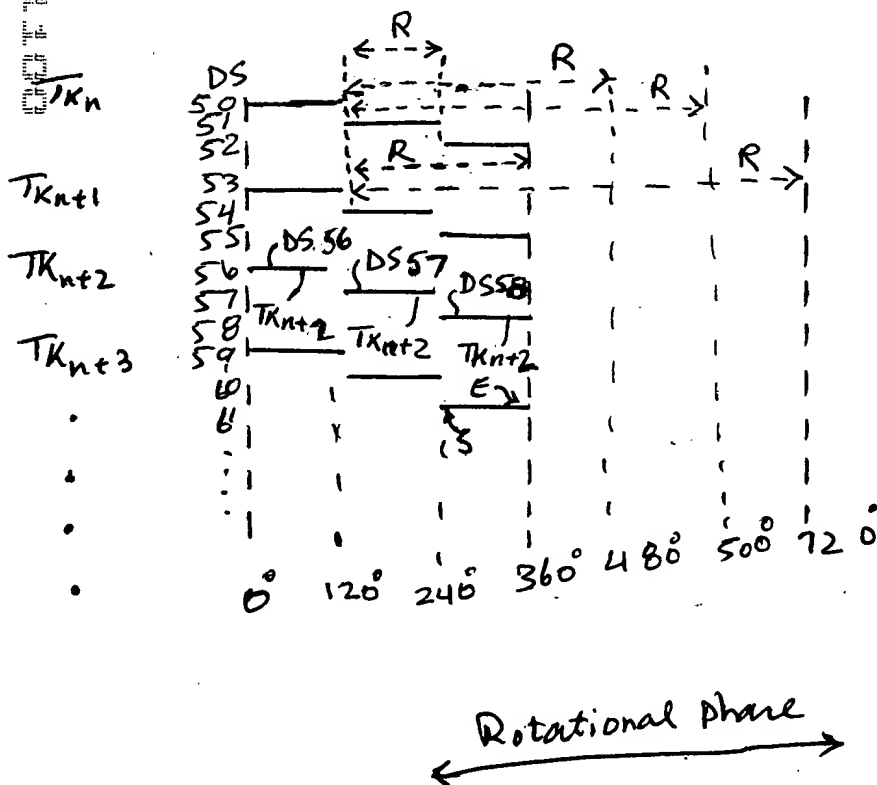 R
DS
R
TKn 50
R
51
52
R
R
TKn+1 53
54
55
DS 56
TKn+2 56
DS 57
57
DS58
TKn+2
58
TKn+2
TKn+2
TKn+3 59
60
E
61
S
0° 120° 240° 360° 480° 500° 720°
Rotational phase